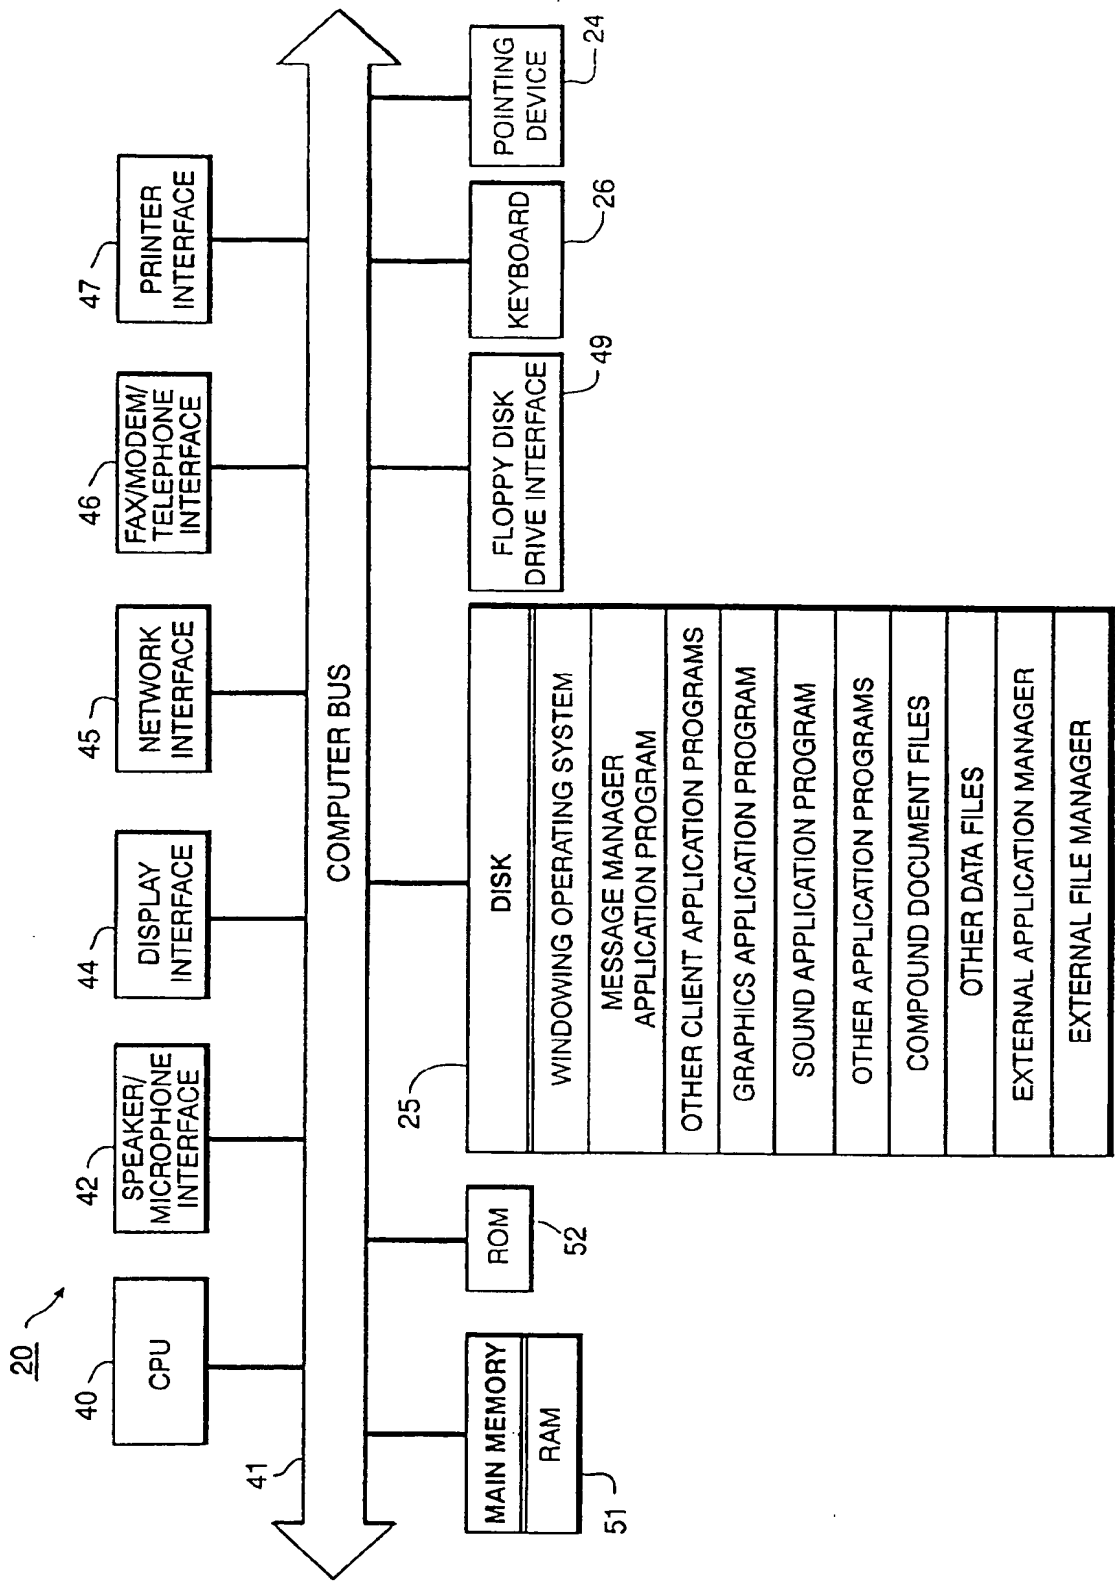 20
40
CPU
42
SPEAKER/
MICROPHONE
INTERFACE
44
DISPLAY
INTERFACE
45
NETWORK
INTERFACE
46
FAX/MODEM/
TELEPHONE
INTERFACE
47
PRINTER
INTERFACE
41
COMPUTER BUS
MAIN MEMORY
RAM
51
ROM
52
25
DISK
WINDOWING OPERATING SYSTEM
MESSAGE MANAGER
APPLICATION PROGRAM
OTHER CLIENT APPLICATION PROGRAMS
GRAPHICS APPLICATION PROGRAM
SOUND APPLICATION PROGRAM
OTHER APPLICATION PROGRAMS
COMPOUND DOCUMENT FILES
OTHER DATA FILES
EXTERNAL APPLICATION MANAGER
EXTERNAL FILE MANAGER
FLOPPY DISK
DRIVE INTERFACE
49
KEYBOARD
26
POINTING
DEVICE
24